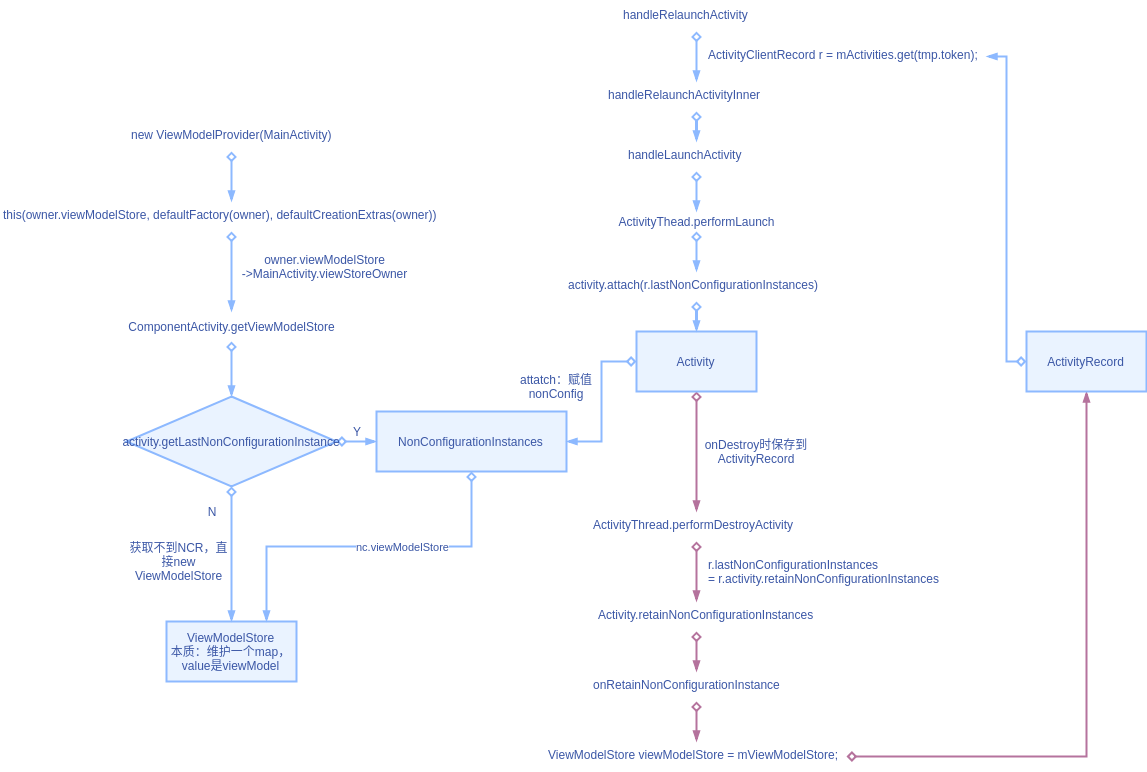 handleRelaunchActivity
ActivityClientRecord r = mActivities.get(tmp.token);
handleRelaunchActivityInner
new ViewModelProvider(MainActivity)
handleLaunchActivity
this(owner.viewModelStore, defaultFactory(owner), defaultCreationExtras(owner))
ActivityThead.performLaunch
owner.viewModelStore
->MainActivity.viewStoreOwner
activity.attach(r.lastNonConfigurationInstances)
ComponentActivity.getViewModelStore
Activity
ActivityRecord
attatch：赋值
nonConfig
activity.getLastNonConfigurationInstance
Y
NonConfigurationInstances
onDestroy时保存到
ActivityRecord
N
ActivityThread.performDestroyActivity
获取不到NCR，直
接new
ViewModelStore
nc.viewModelStore
r.lastNonConfigurationInstances
= r.activity.retainNonConfigurationInstances
Activity.retainNonConfigurationInstances
ViewModelStore
本质：维护一个map，
value是viewModel
onRetainNonConfigurationInstance
ViewModelStore viewModelStore = mViewModelStore;